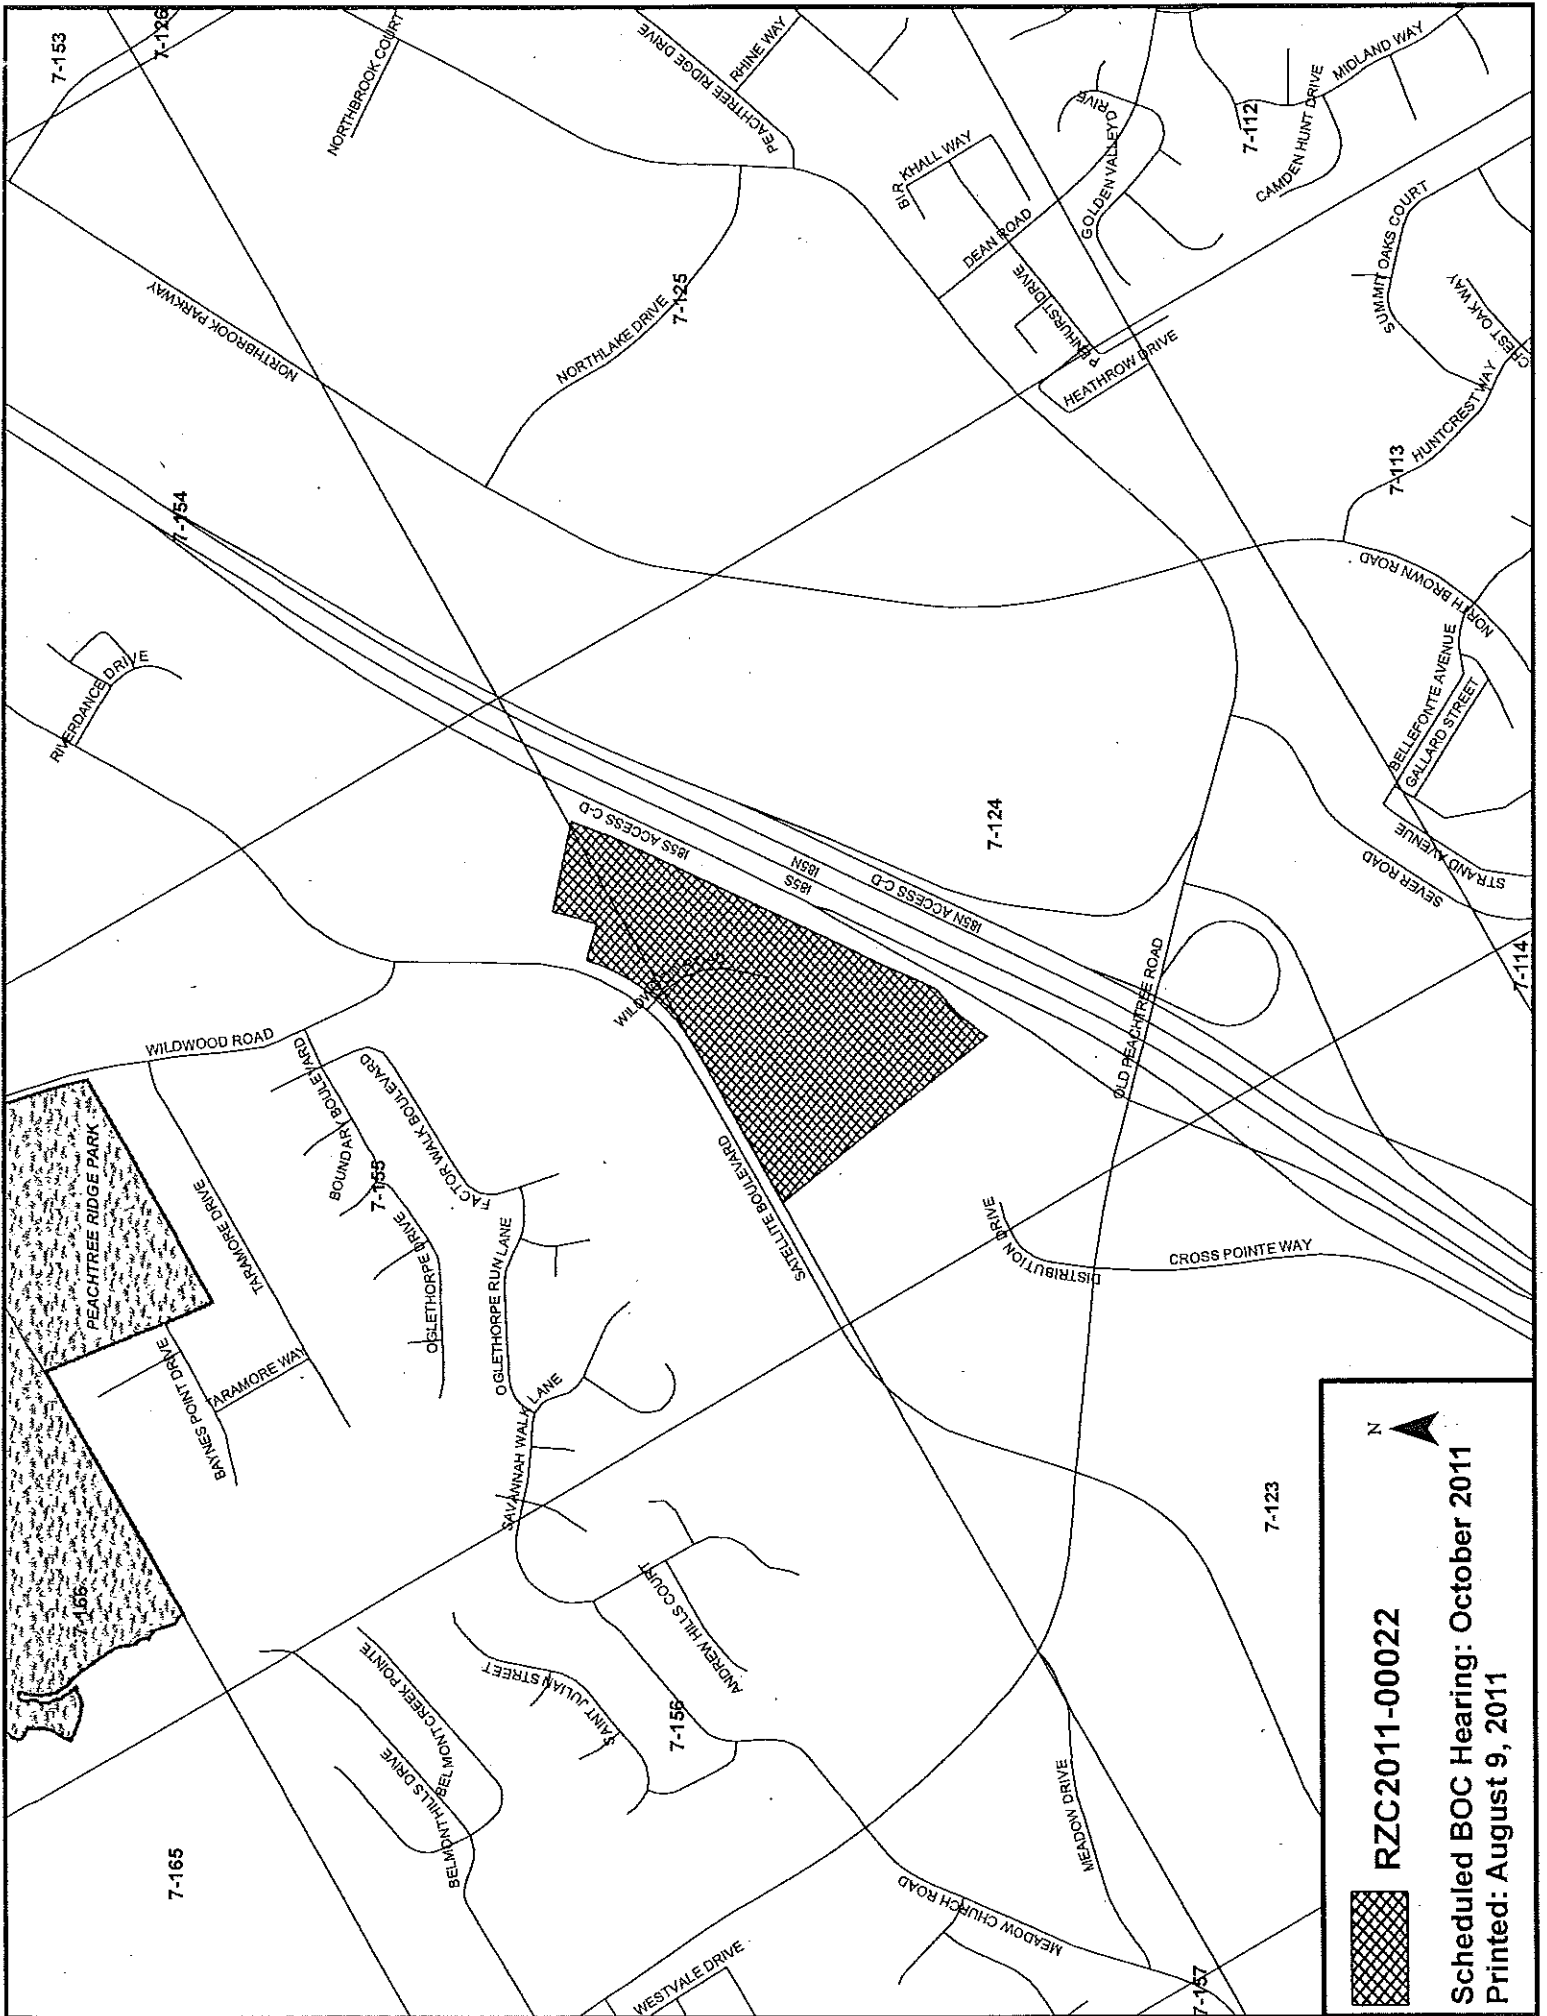 7-153
7-126
NORTHBROOK COURT
PEACHTREE RIDGE DRIVE
RHINE WAY
NORTHBROOK PARKWAY
7-154
NORTHLAKE DRIVE
7-125
DEAN ROAD
PENHURST DRIVE
HEATHROW DRIVE
GOLDEN VALLEY DRIVE
7-112
CAMDEN HUNT DRIVE
MIDLAND WAY
SUMMIT OAKS COURT
CREST OAK WAY
HUNTCREST WAY
7-113
NORTH BROWN ROAD
BELLEFONTE AVENUE
GALLARD STREET
STRAND AVENUE
SEVER ROAD
7-114
RIVERDANCE DRIVE
I85S ACCESS C-D
I85S
I85N
I85N ACCESS C-D
7-124
OLD PEACHTREE ROAD
WILDWOOD ROAD
PEACHTREE RIDGE PARK
TARAMORE DRIVE
BOUNDARY BOULEVARD
FACTOR WALK BOULEVARD
7-155
OGLETHORPE DRIVE
OGLETHORPE RUN LANE
SATELLITE BOULEVARD
DISTRIBUTION DRIVE
CROSS POINTE WAY
BAYNES POINT DRIVE
TARAMORE WAY
SAVANNAH WALK LANE
7-166
ANDREW HILLS COURT
SAINT JULIAN STREET
7-156
BELMONT CREEK POINTE
BELMONT HILLS DRIVE
7-165
WESTVALE DRIVE
MEADOW DRIVE
MEADOW CHURCH ROAD
7-157
7-123
N
RZC2011-00022
Scheduled BOC Hearing: October 2011
Printed: August 9, 2011